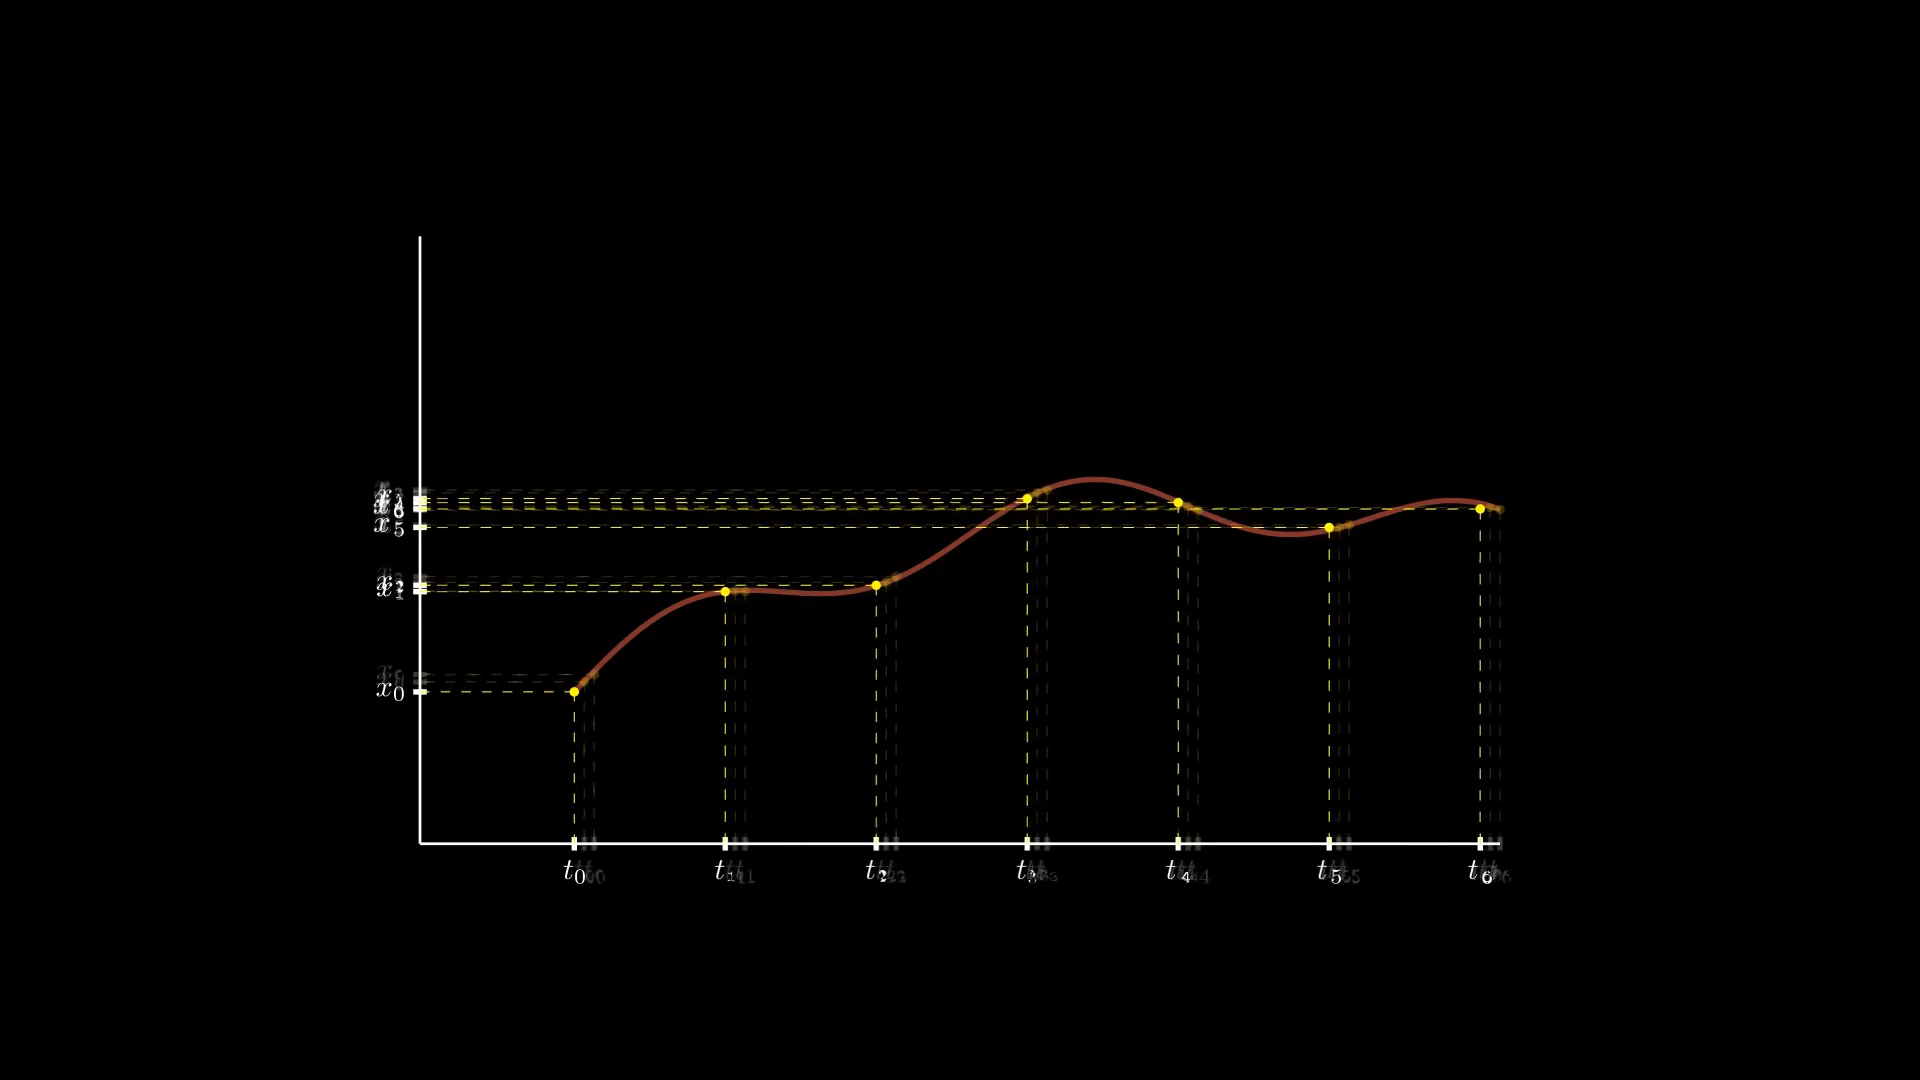 x₅
x₁
x₀
t₀ t₁ t₂ t₃ t₄ t₅ t₆